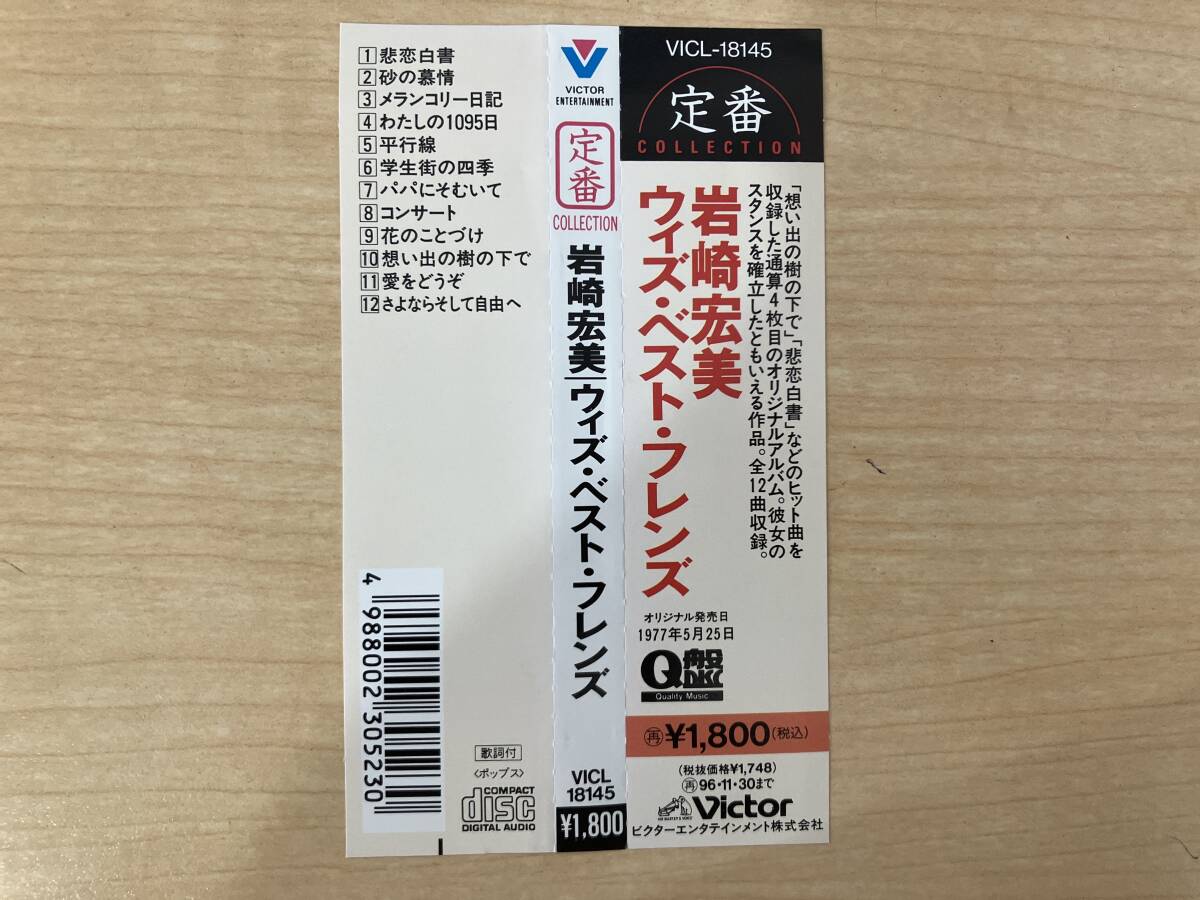 1 悲恋白書
2 砂の慕情
3 メランコリー日記
4 わたしの1095日
5 平行線
6 学生街の四季
7 パパにそむいて
8 コンサート
9 花のことづけ
10 想い出の樹の下で
11 愛をどうぞ
12 さよならそして自由へ
4 988002 305230
歌詞付
〈ポップス〉
COMPACT
disc
DIGITAL AUDIO
VICTOR
ENTERTAINMENT
定番
COLLECTION
岩崎宏美|ウィズ・ベスト・フレンズ
VICL
18145
¥1,800
VICL-18145
定番
COLLECTION
岩崎宏美
ウィズ・ベスト・フレンズ
「想い出の樹の下で」「悲恋白書」などのヒット曲を
収録した通算4枚目のオリジナルアルバム。彼女の
スタンスを確立したともいえる作品。全12曲収録。
オリジナル発売日
1977年5月25日
Q盤
Quality Music
再¥1,800(税込)
(税抜価格¥1,748)
再96・11・30まで
Victor
ビクターエンタテインメント株式会社